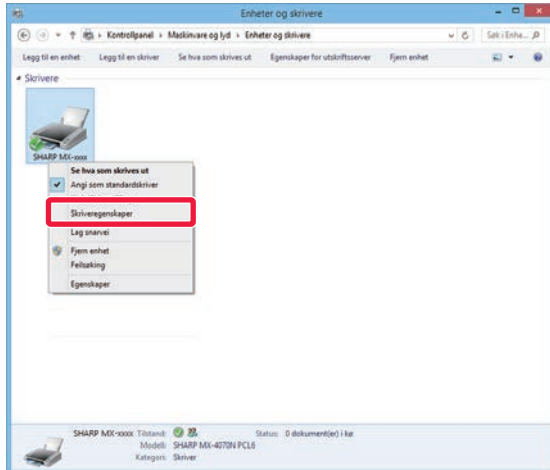 Enheter og skrivere
Kontrollpanel ▸ Maskinvare og lyd ▸ Enheter og skrivere
Søk i Enhe...
Legg til en enhet Legg til en skriver Se hva som skrives ut Egenskaper for utskriftsserver Fjern enhet
Skrivere
SHARP MX-xxxx
Se hva som skrives ut
Angi som standardskriver
Skriveregenskaper
Lag snarvei
Fjern enhet
Feilsøking
Egenskaper
SHARP MX-xxxx Tilstand: Status: 0 dokument(er) i kø
Modell: SHARP MX-4070N PCL6
Kategori: Skriver